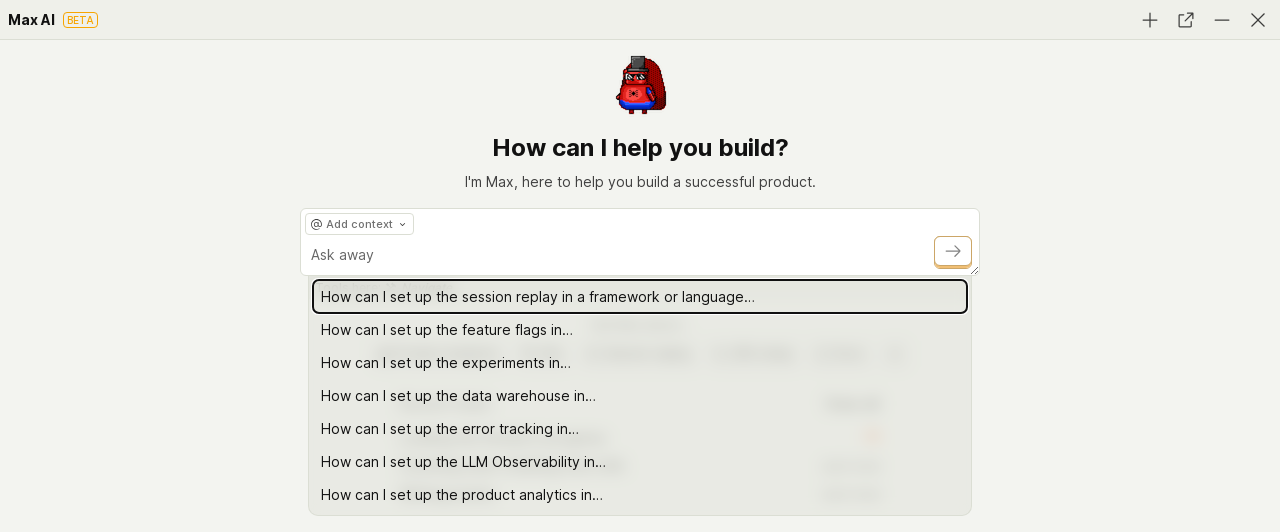 Max AI BETA
How can I help you build?
I'm Max, here to help you build a successful product.
@ Add context
Ask away
How can I set up the session replay in a framework or language…
How can I set up the feature flags in…
How can I set up the experiments in…
How can I set up the data warehouse in…
How can I set up the error tracking in…
How can I set up the LLM Observability in…
How can I set up the product analytics in…